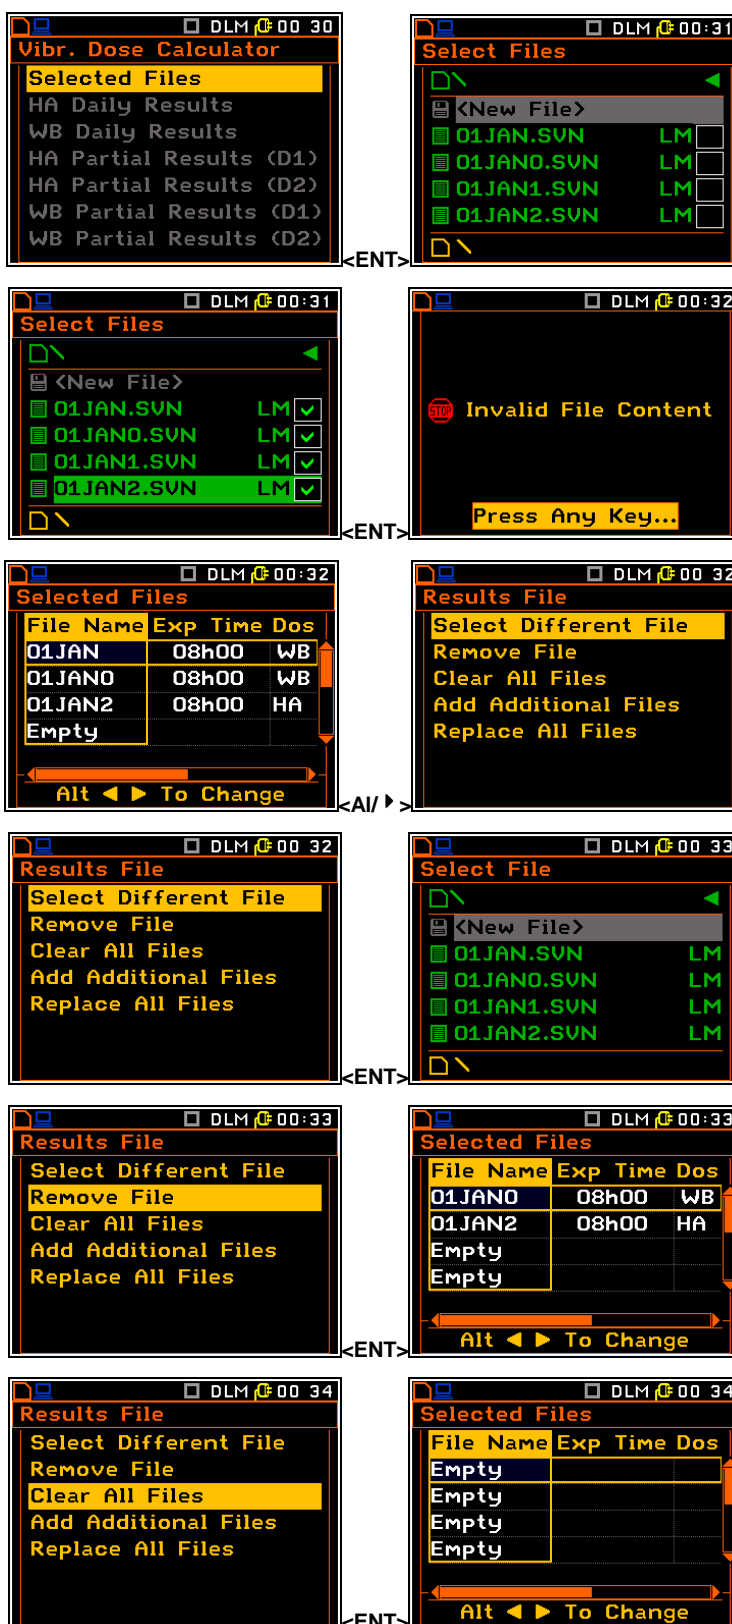 DLM 00 30
Vibr. Dose Calculator
Selected Files
HA Daily Results
WB Daily Results
HA Partial Results (D1)
HA Partial Results (D2)
WB Partial Results (D1)
WB Partial Results (D2)
<ENT>
DLM 00:31
Select Files
<New File>
01JAN.SVN LM
01JAN0.SVN LM
01JAN1.SVN LM
01JAN2.SVN LM
DLM 00:31
Select Files
<New File>
01JAN.SVN LM
01JAN0.SVN LM
01JAN1.SVN LM
01JAN2.SVN LM
<ENT>
DLM 00:32
STOP Invalid File Content
Press Any Key...
DLM 00:32
Selected Files
File Name Exp Time Dos
01JAN 08h00 WB
01JAN0 08h00 WB
01JAN2 08h00 HA
Empty
Alt ◄ ► To Change
<Al/ ► >
DLM 00 32
Results File
Select Different File
Remove File
Clear All Files
Add Additional Files
Replace All Files
DLM 00 32
Results File
Select Different File
Remove File
Clear All Files
Add Additional Files
Replace All Files
<ENT>
DLM 00 33
Select File
<New File>
01JAN.SVN LM
01JAN0.SVN LM
01JAN1.SVN LM
01JAN2.SVN LM
DLM 00:33
Results File
Select Different File
Remove File
Clear All Files
Add Additional Files
Replace All Files
<ENT>
DLM 00:33
Selected Files
File Name Exp Time Dos
01JAN0 08h00 WB
01JAN2 08h00 HA
Empty
Empty
Alt ◄ ► To Change
DLM 00 34
Results File
Select Different File
Remove File
Clear All Files
Add Additional Files
Replace All Files
<ENT>
DLM 00 34
Selected Files
File Name Exp Time Dos
Empty
Empty
Empty
Empty
Alt ◄ ► To Change